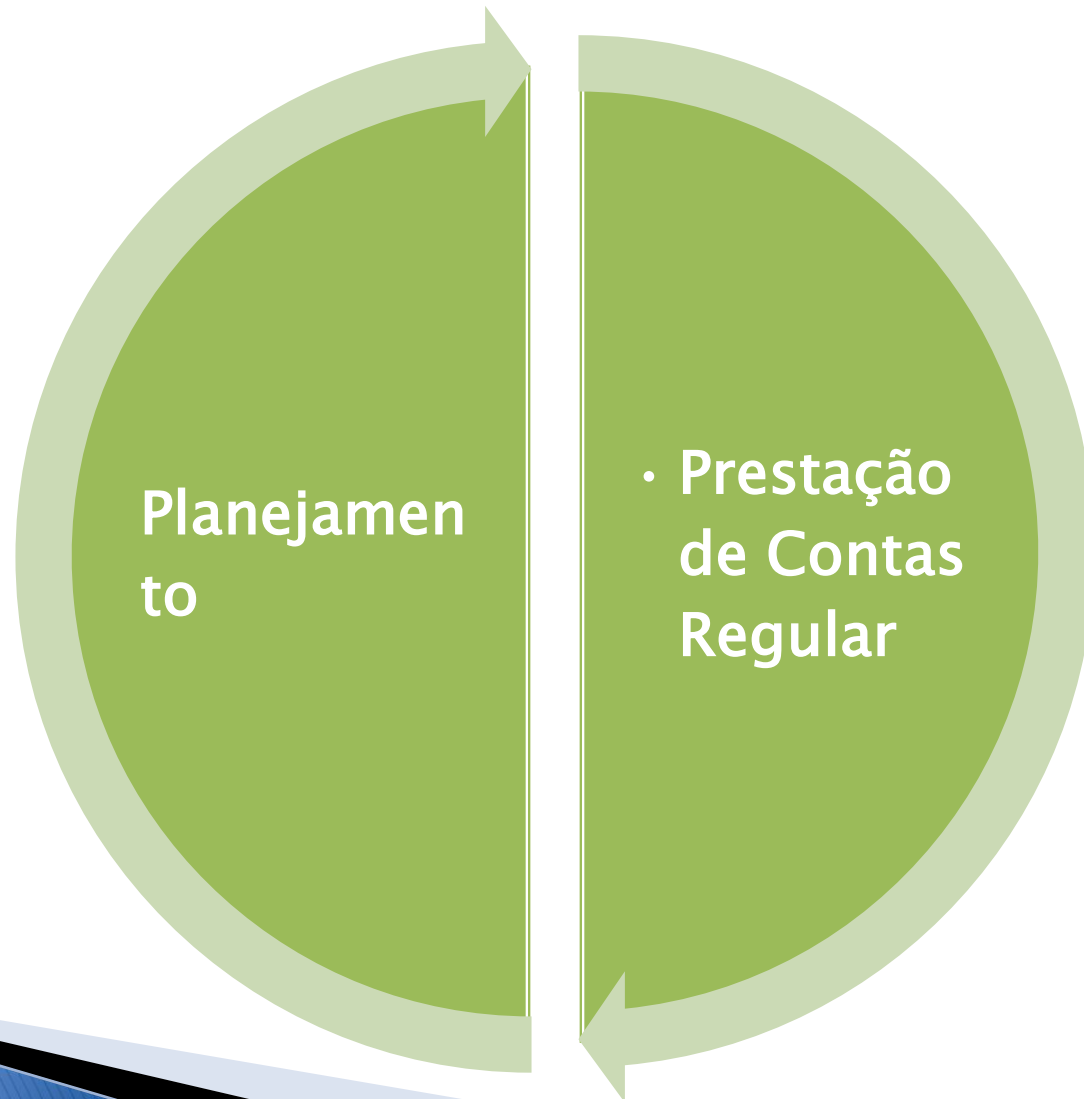 Planejamen
to
• Prestação
de Contas
Regular